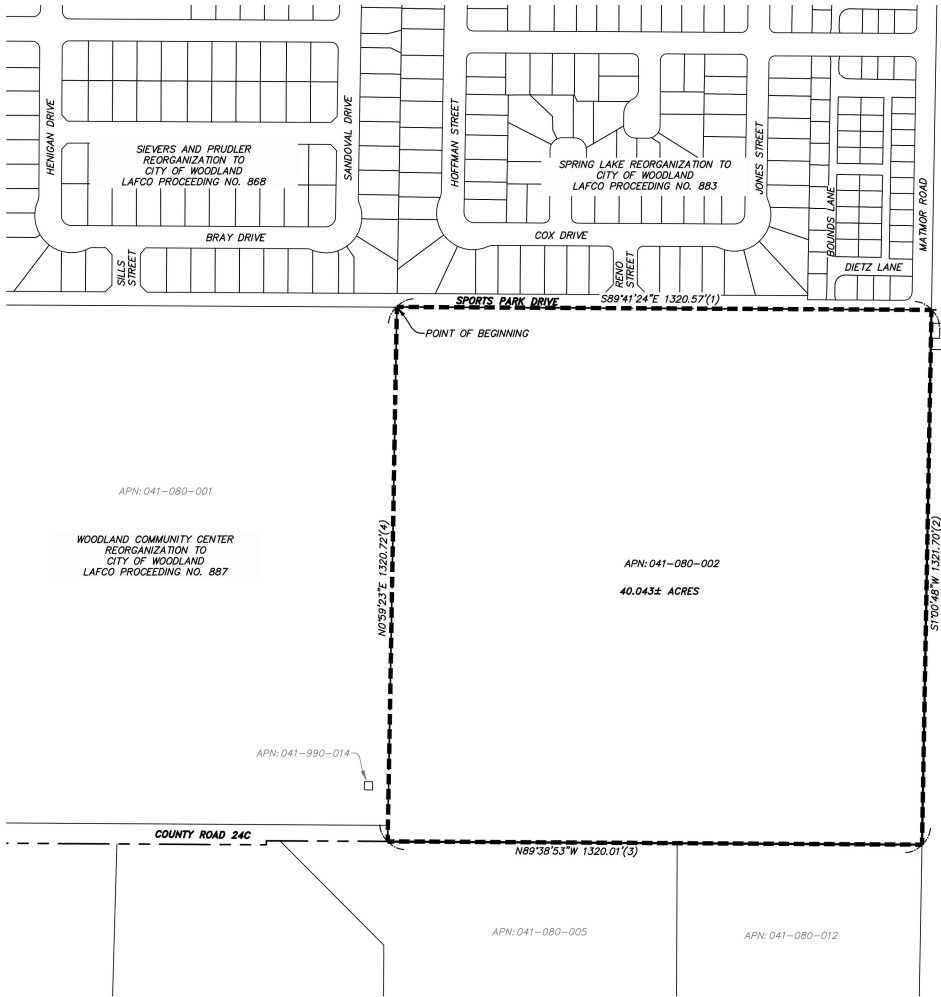 HENIGAN DRIVE
SANDOVAL DRIVE
HOFFMAN STREET
JONES STREET
BOUNDS LANE
MATMOR ROAD
SIEVERS AND PRUDLER
REORGANIZATION TO
CITY OF WOODLAND
LAFCO PROCEEDING NO. 868
SPRING LAKE REORGANIZATION TO
CITY OF WOODLAND
LAFCO PROCEEDING NO. 883
BRAY DRIVE
COX DRIVE
SILLS
STREET
RENO
STREET
DIETZ LANE
SPORTS PARK DRIVE
S89°41'24"E 1320.57'(1)
POINT OF BEGINNING
APN: 041-080-001
WOODLAND COMMUNITY CENTER
REORGANIZATION TO
CITY OF WOODLAND
LAFCO PROCEEDING NO. 887
N0°59'23"E 1320.72'(4)
APN: 041-080-002
40.043± ACRES
S1°00'48"W 1321.70'(2)
APN: 041-990-014
COUNTY ROAD 24C
N89°38'53"W 1320.01'(3)
APN: 041-080-005
APN: 041-080-012